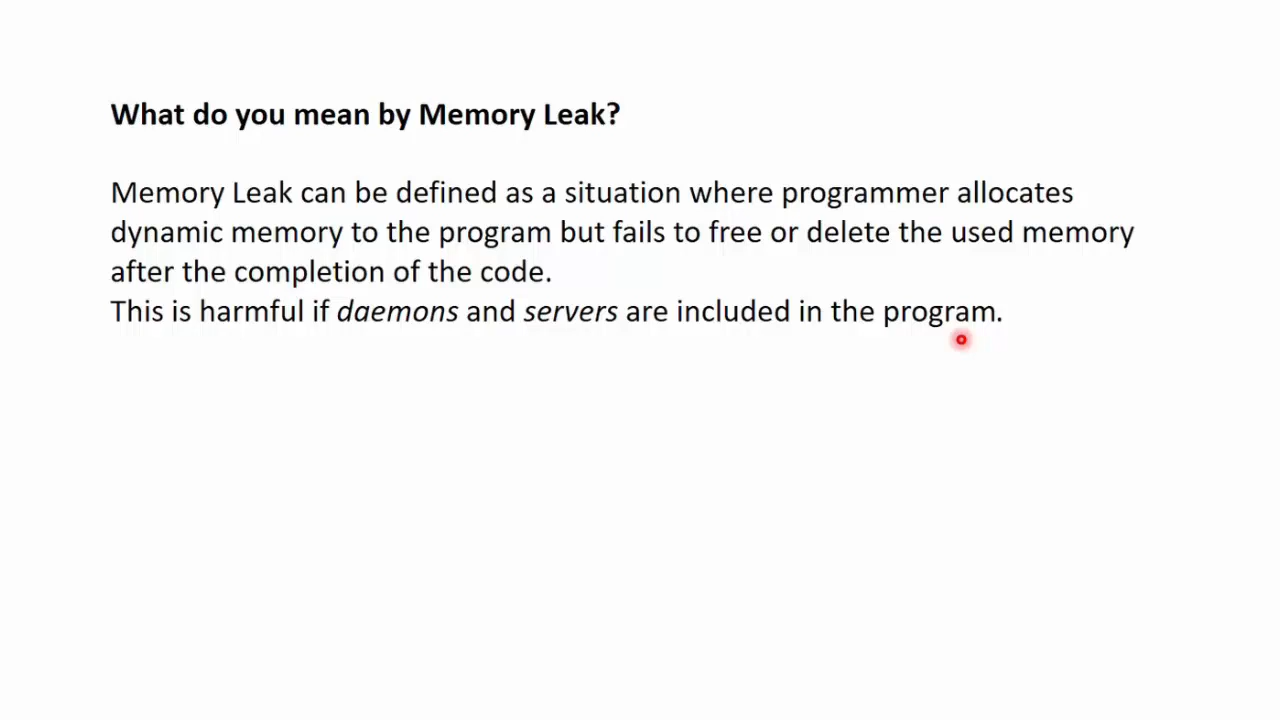 What do you mean by Memory Leak?
Memory Leak can be defined as a situation where programmer allocates
dynamic memory to the program but fails to free or delete the used memory
after the completion of the code.
This is harmful if daemons and servers are included in the program.